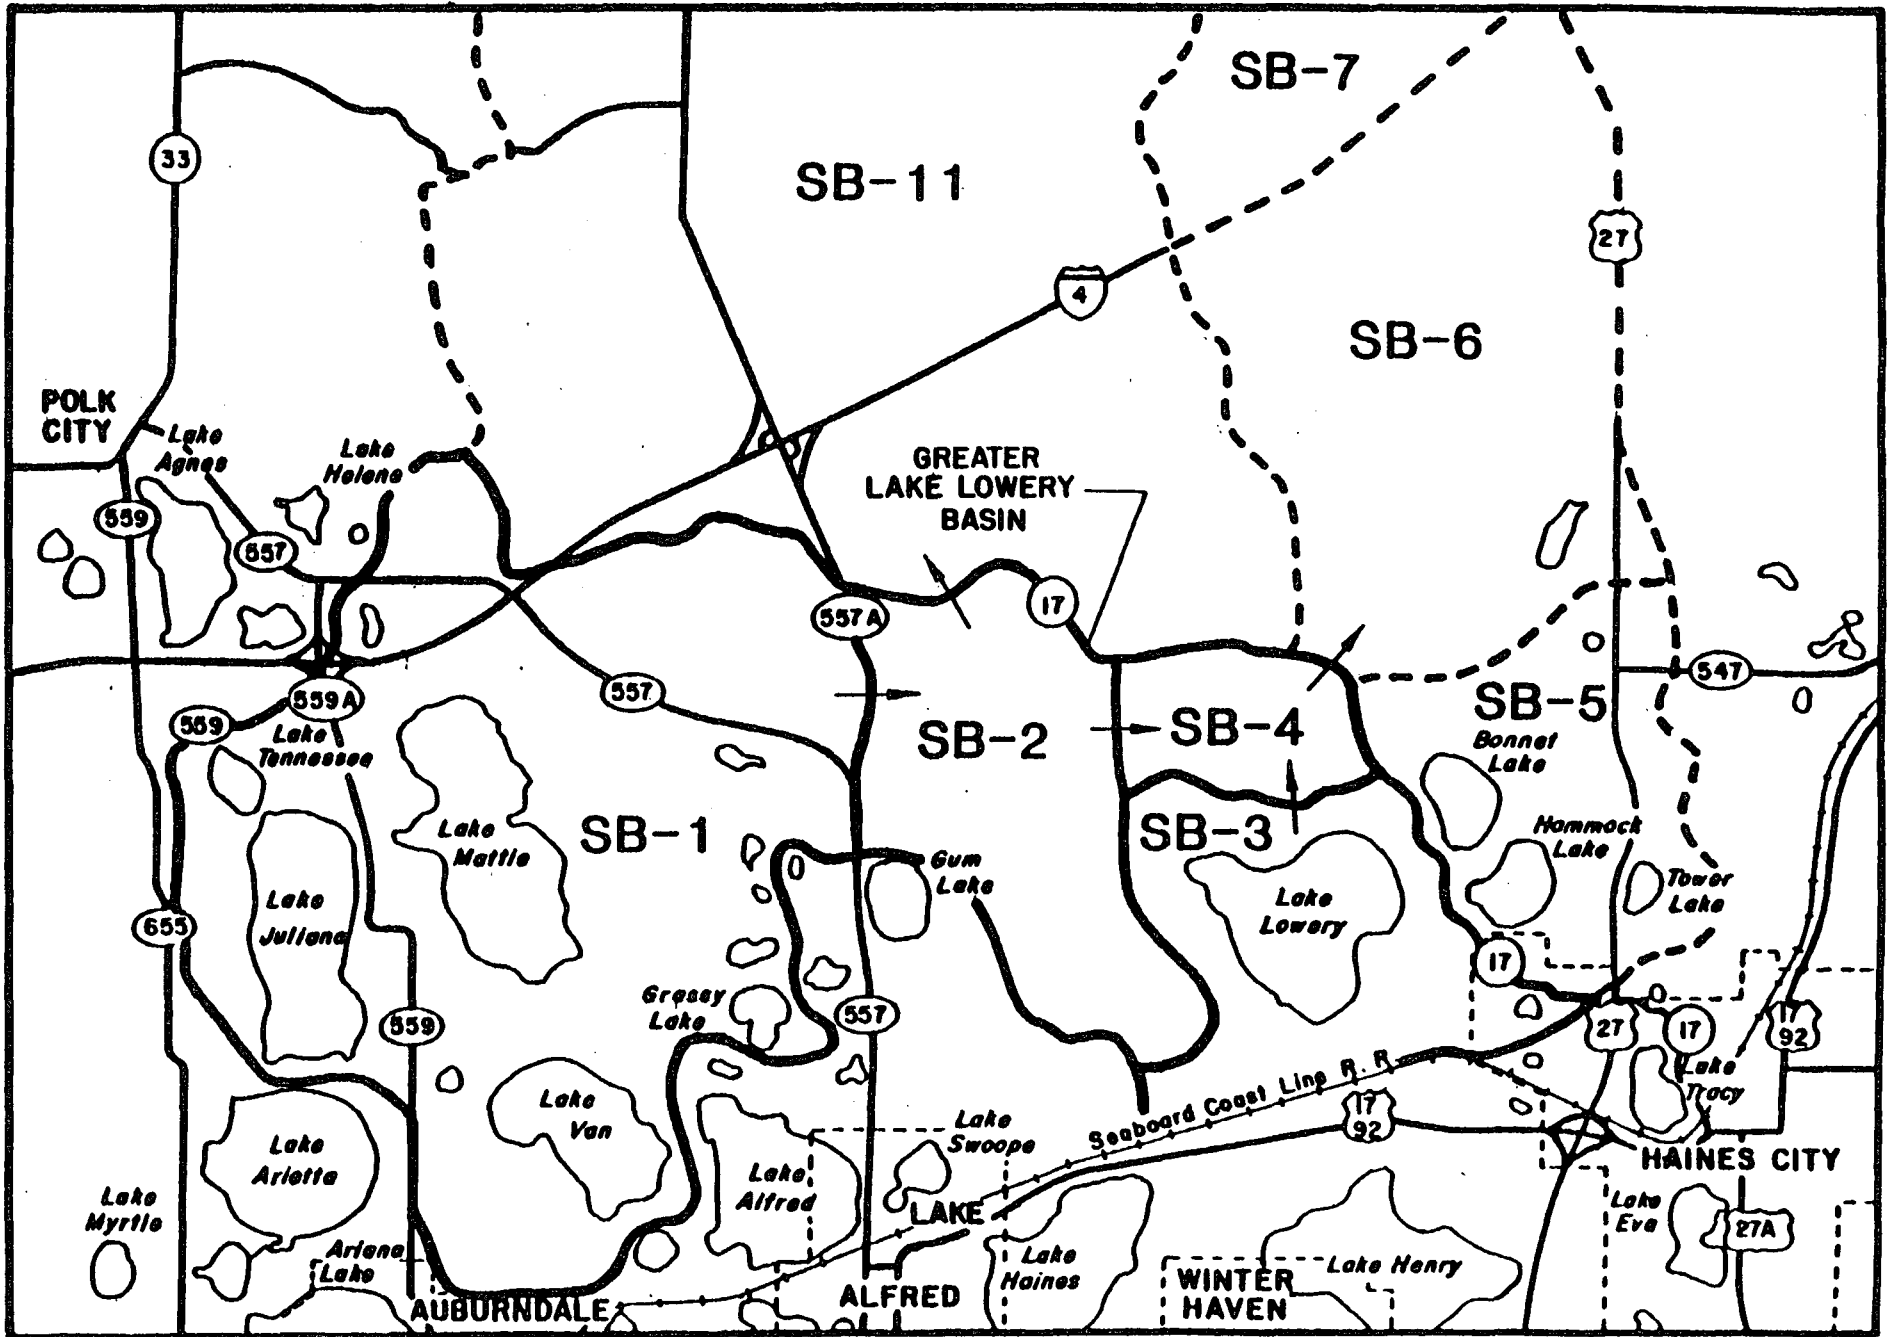 SB-7
33
SB-11
27
4
SB-6
POLK
CITY
Lake
Agnes
Lake
Helene
GREATER
LAKE LOWERY
BASIN
559
557
557A
17
547
559A
557
559
Lake
Tennessee
SB-5
SB-2
SB-4
Bonnet
Lake
Lake
Mattie
SB-1
SB-3
Hammock
Lake
Gum
Lake
Tower
Lake
Lake
Juliana
Lake
Lowery
655
17
Grassy
Lake
559
557
27
17
17
92
Lake
Tracy
Seaboard Coast Line R. R
17
92
Lake
Van
Lake
Swoope
Lake
Arietta
Lake
Alfred
HAINES CITY
Lake
Myrtle
LAKE
Lake
Eva
27A
Ariana
Lake
Lake
Haines
Lake Henry
WINTER
HAVEN
ALFRED
AUBURNDALE